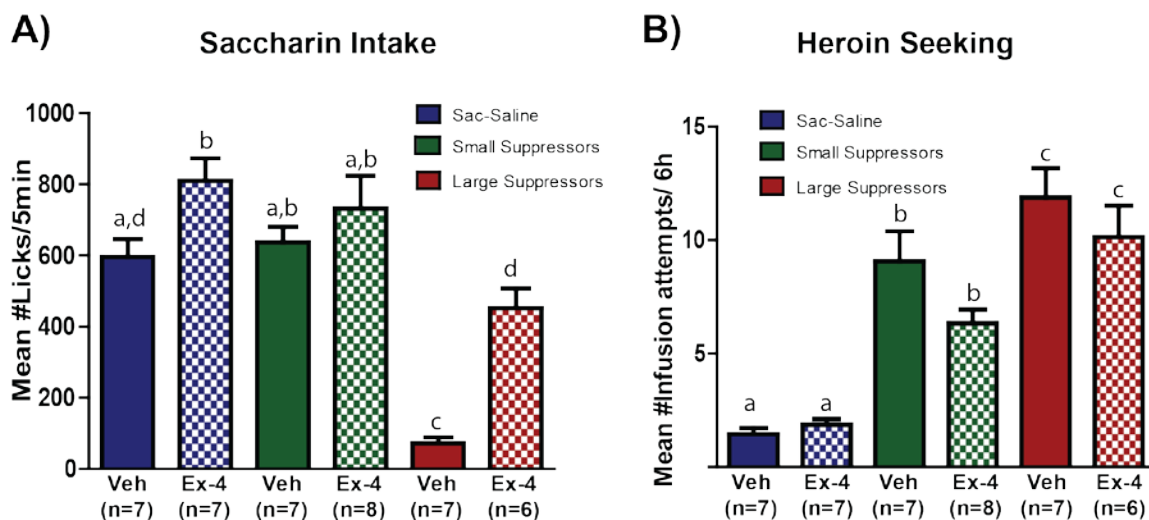 A)
Saccharin Intake
Mean #Licks/5min
1000
800
600
400
200
0
Sac-Saline
Small Suppressors
Large Suppressors
a,d
b
a,b
a,b
c
d
Veh Ex-4 Veh Ex-4 Veh Ex-4
(n=7) (n=7) (n=7) (n=8) (n=7) (n=6)
B)
Heroin Seeking
Mean #Infusion attempts/ 6h
15
10
5
Sac-Saline
Small Suppressors
Large Suppressors
a
a
b
b
c
c
Veh Ex-4 Veh Ex-4 Veh Ex-4
(n=7) (n=7) (n=7) (n=8) (n=7) (n=6)